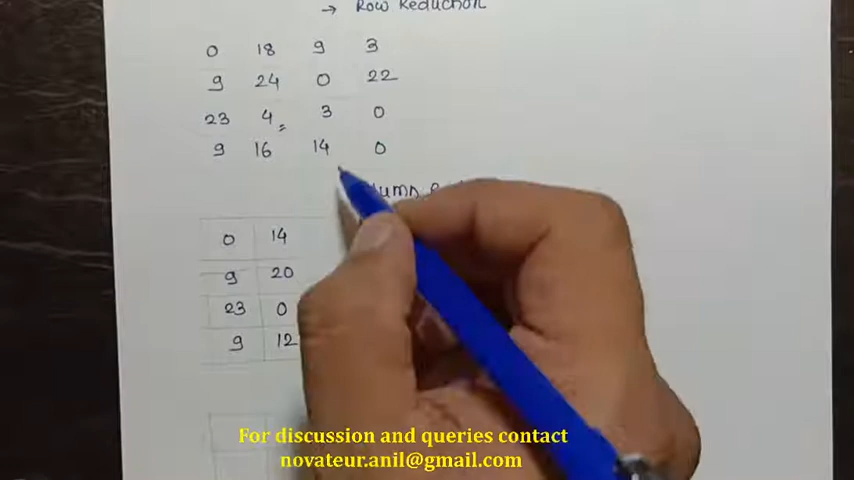 → Row Reduction
0 18 9 3
9 24 0 22
23 4 3 0
9 16 14 0
0 14
9 20
23 0
9 12
For discussion and queries contact
novateur.anil@gmail.com